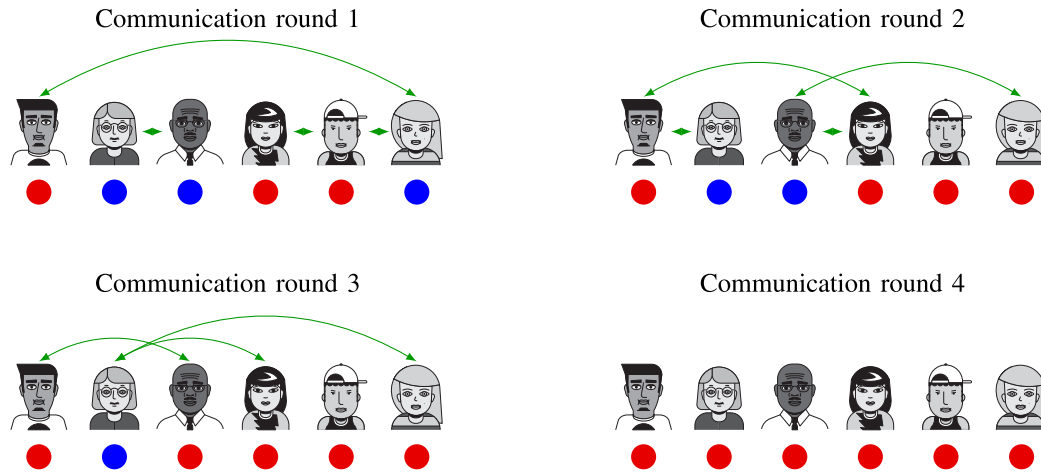 Communication round 1
Communication round 2
Communication round 3
Communication round 4